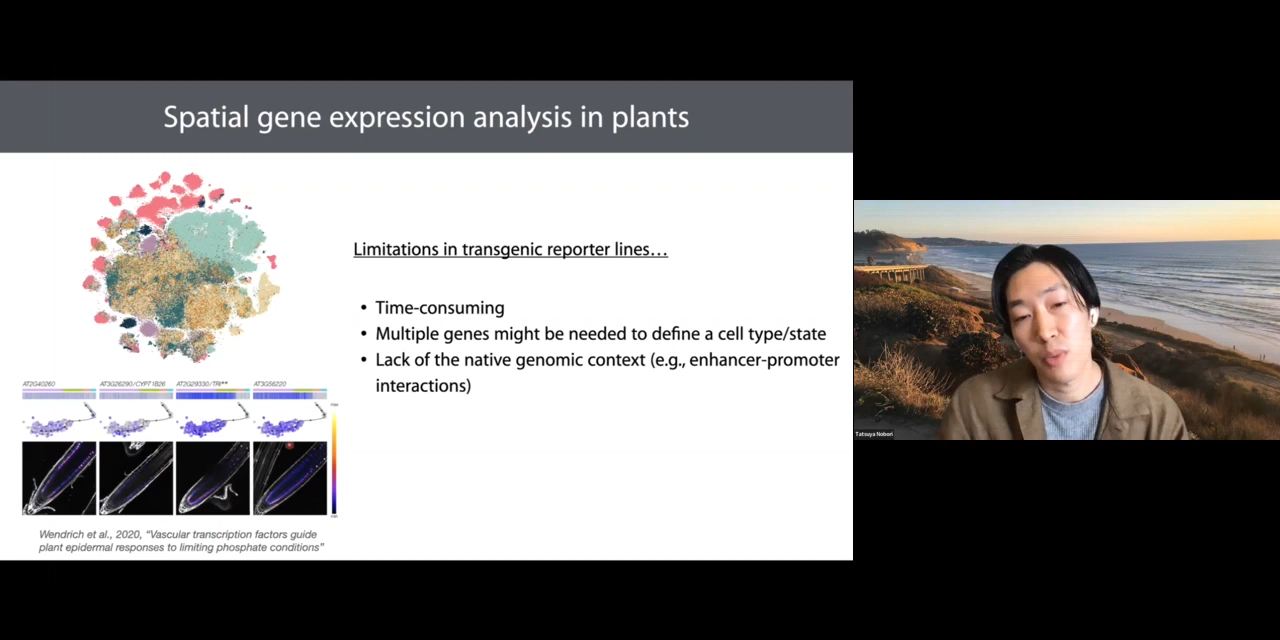 Spatial gene expression analysis in plants
Limitations in transgenic reporter lines…
• Time-consuming
• Multiple genes might be needed to define a cell type/state
• Lack of the native genomic context (e.g., enhancer-promoter
interactions)
AT2G40260 AT3G26290/CYP71B26 AT2G29330/TRI** AT3G56220
max
Wendrich et al., 2020, “Vascular transcription factors guide
plant epidermal responses to limiting phosphate conditions”
Tatsuya Nobori